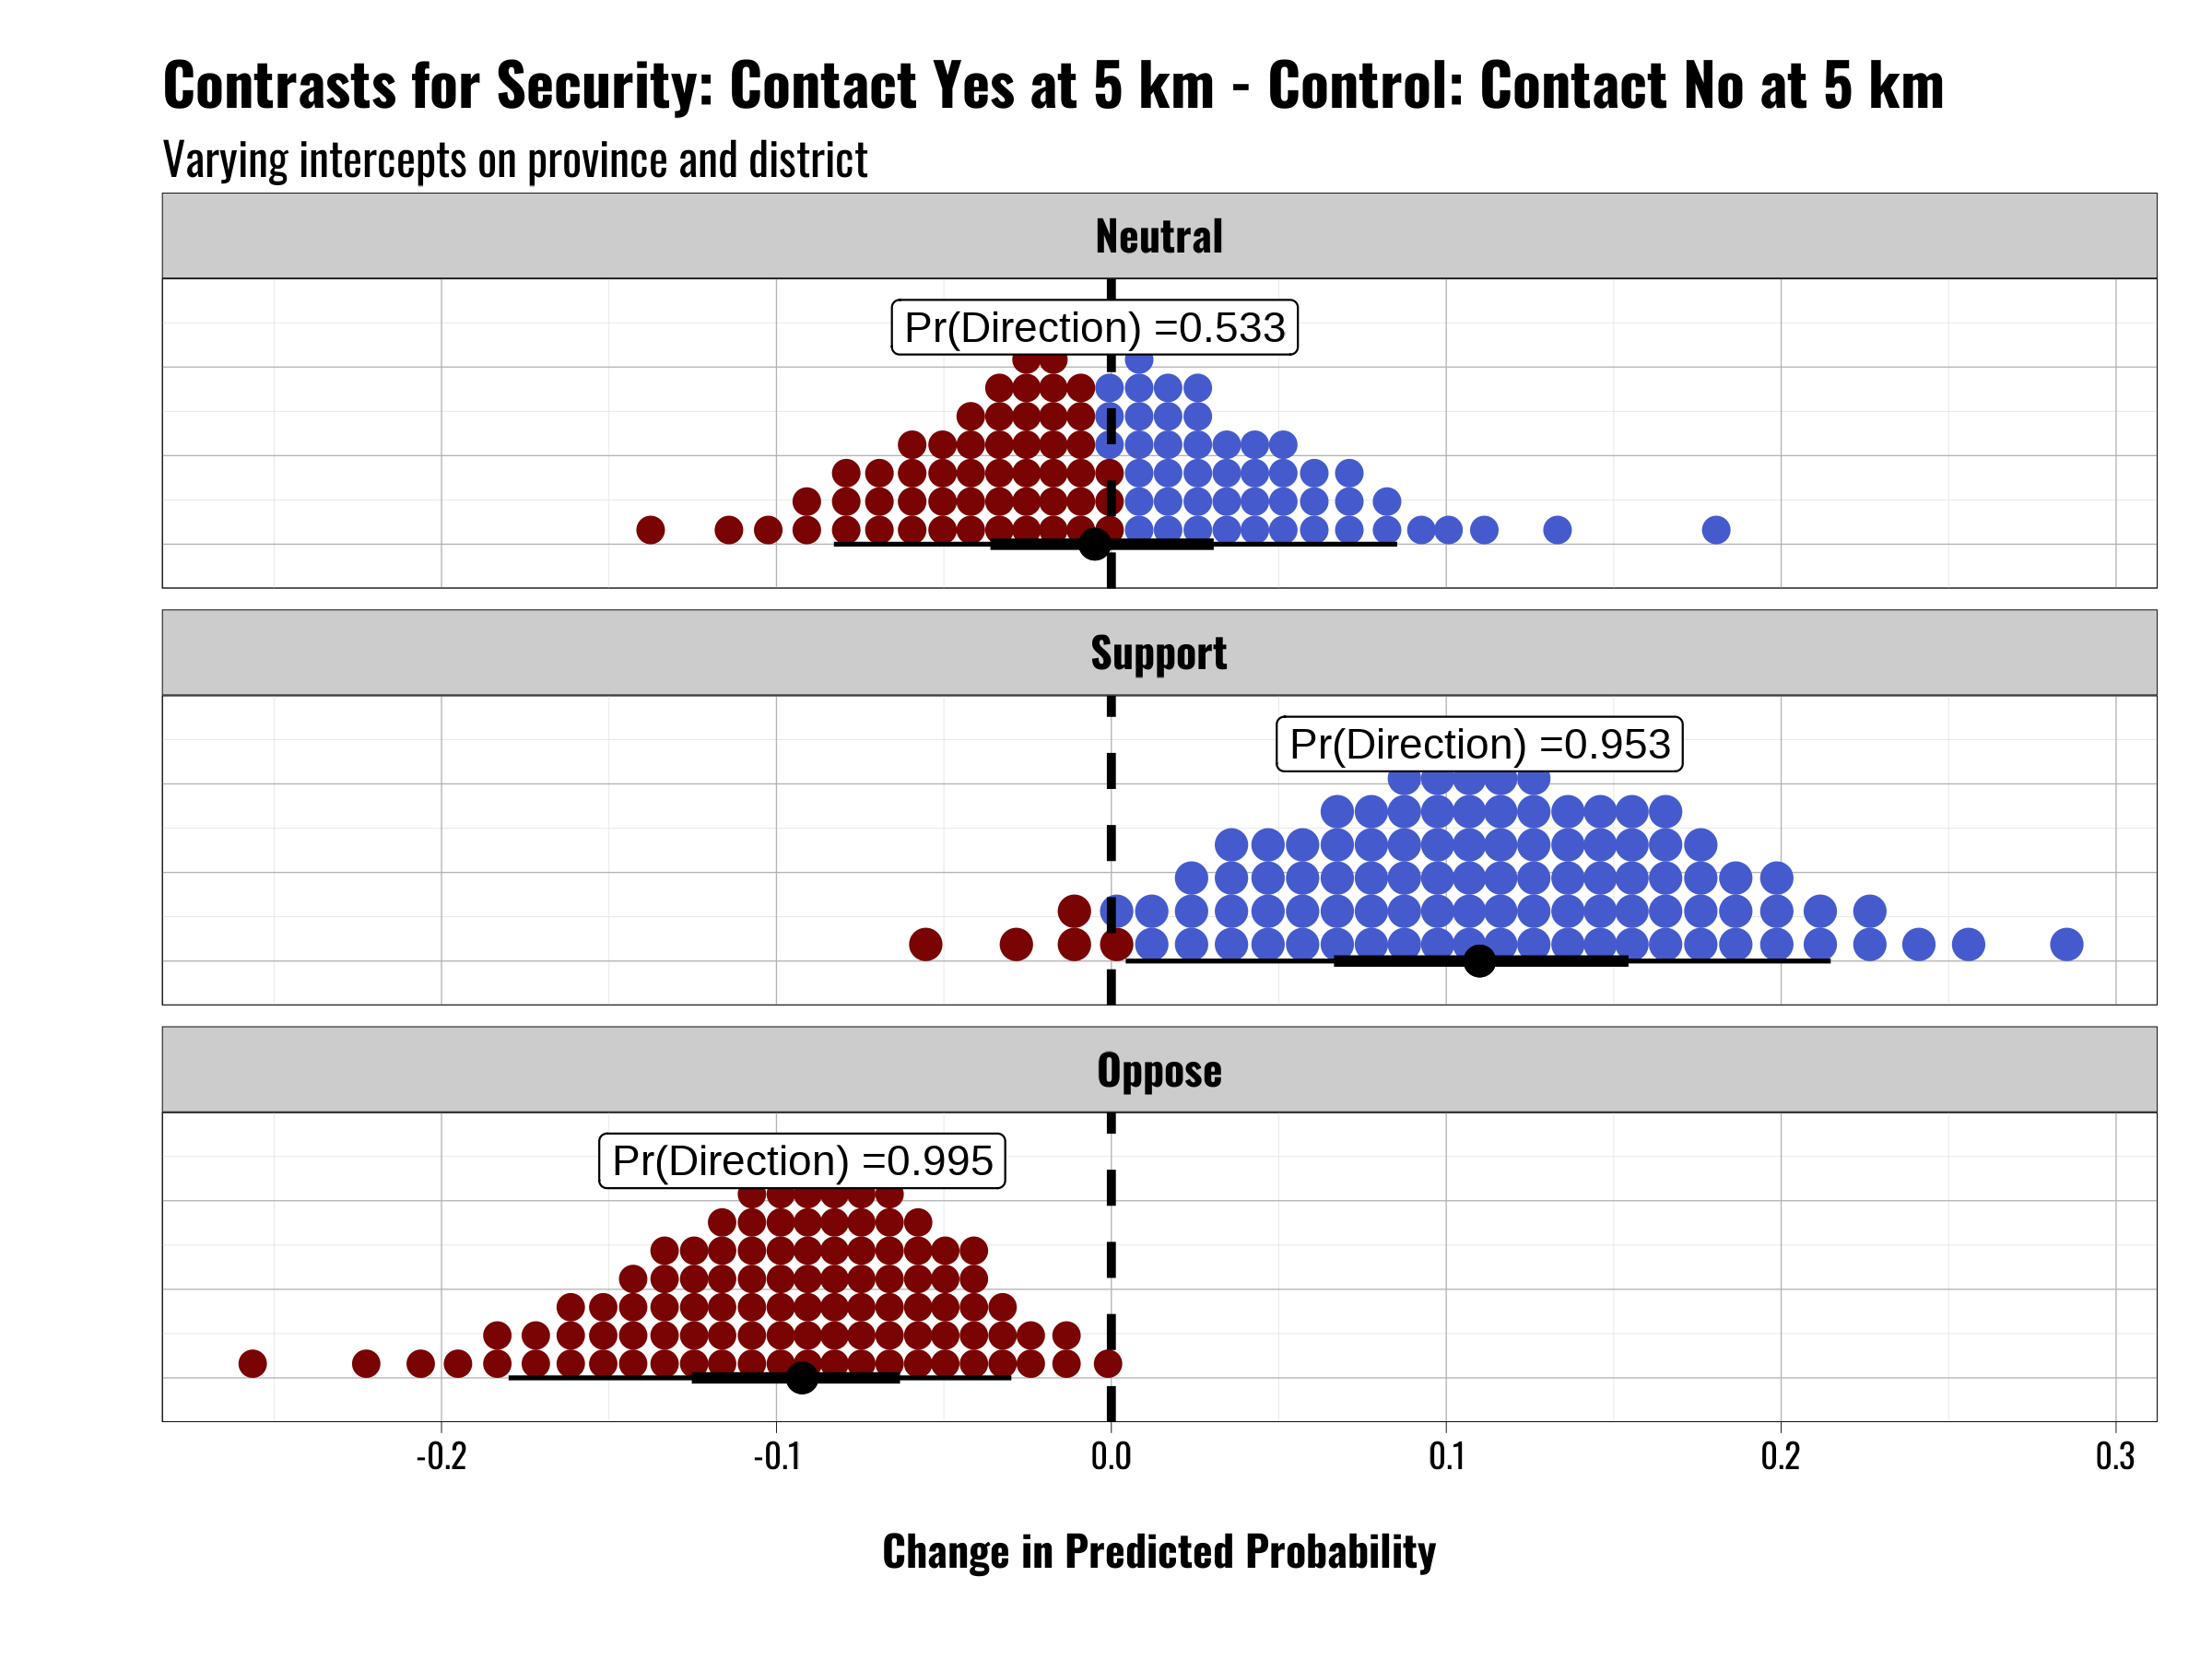 Contrasts for Security: Contact Yes at 5 km - Control: Contact No at 5 km
Varying intercepts on province and district
Neutral
Pr(Direction) =0.533
Support
Pr(Direction) =0.953
Oppose
Pr(Direction) =0.995
-0.2 -0.1 0.0 0.1 0.2 0.3
Change in Predicted Probability